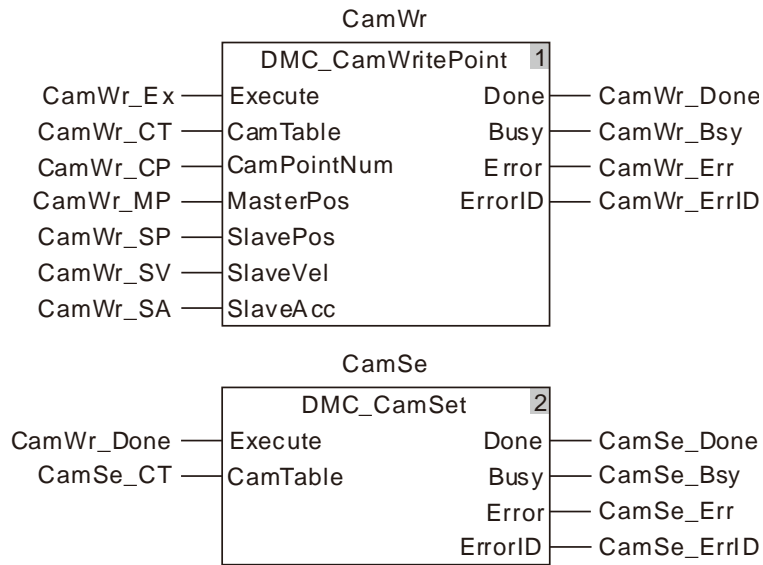 CamWr
DMC_CamWritePoint 1
CamWr_Ex Execute Done CamWr_Done
CamWr_CT CamTable Busy CamWr_Bsy
CamWr_CP CamPointNum Error CamWr_Err
CamWr_MP MasterPos ErrorID CamWr_ErrID
CamWr_SP SlavePos
CamWr_SV SlaveVel
CamWr_SA SlaveAcc
CamSe
DMC_CamSet 2
CamWr_Done Execute Done CamSe_Done
CamSe_CT CamTable Busy CamSe_Bsy
Error CamSe_Err
ErrorID CamSe_ErrID